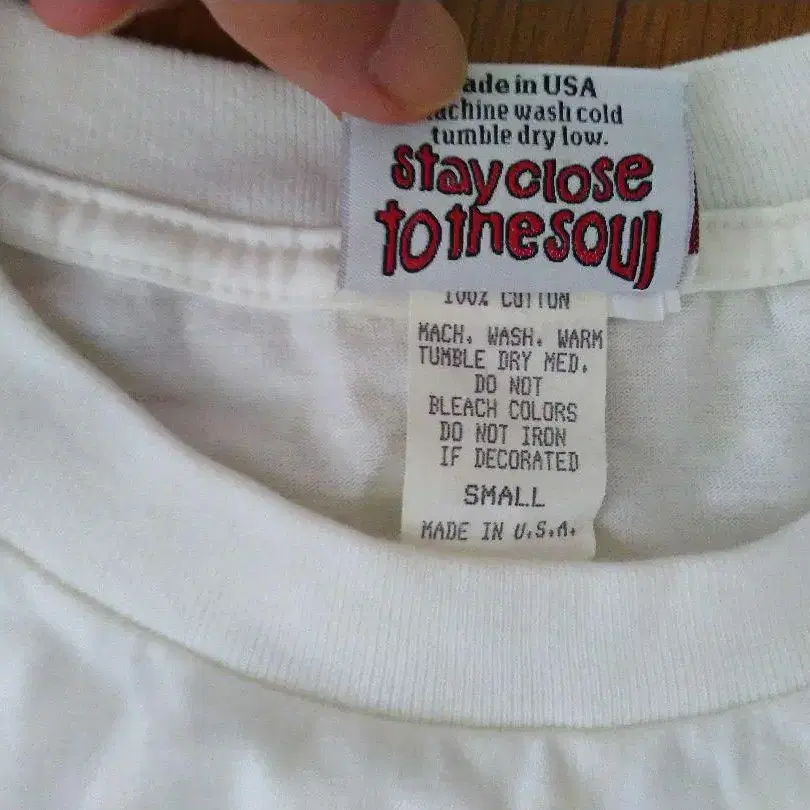 ade in USA
achine wash cold
tumble dry low.
stay close
to the soul
100% COTTON
MACH. WASH. WARM
TUMBLE DRY MED.
DO NOT
BLEACH COLORS
DO NOT IRON
IF DECORATED
SMALL
MADE IN U.S.A.